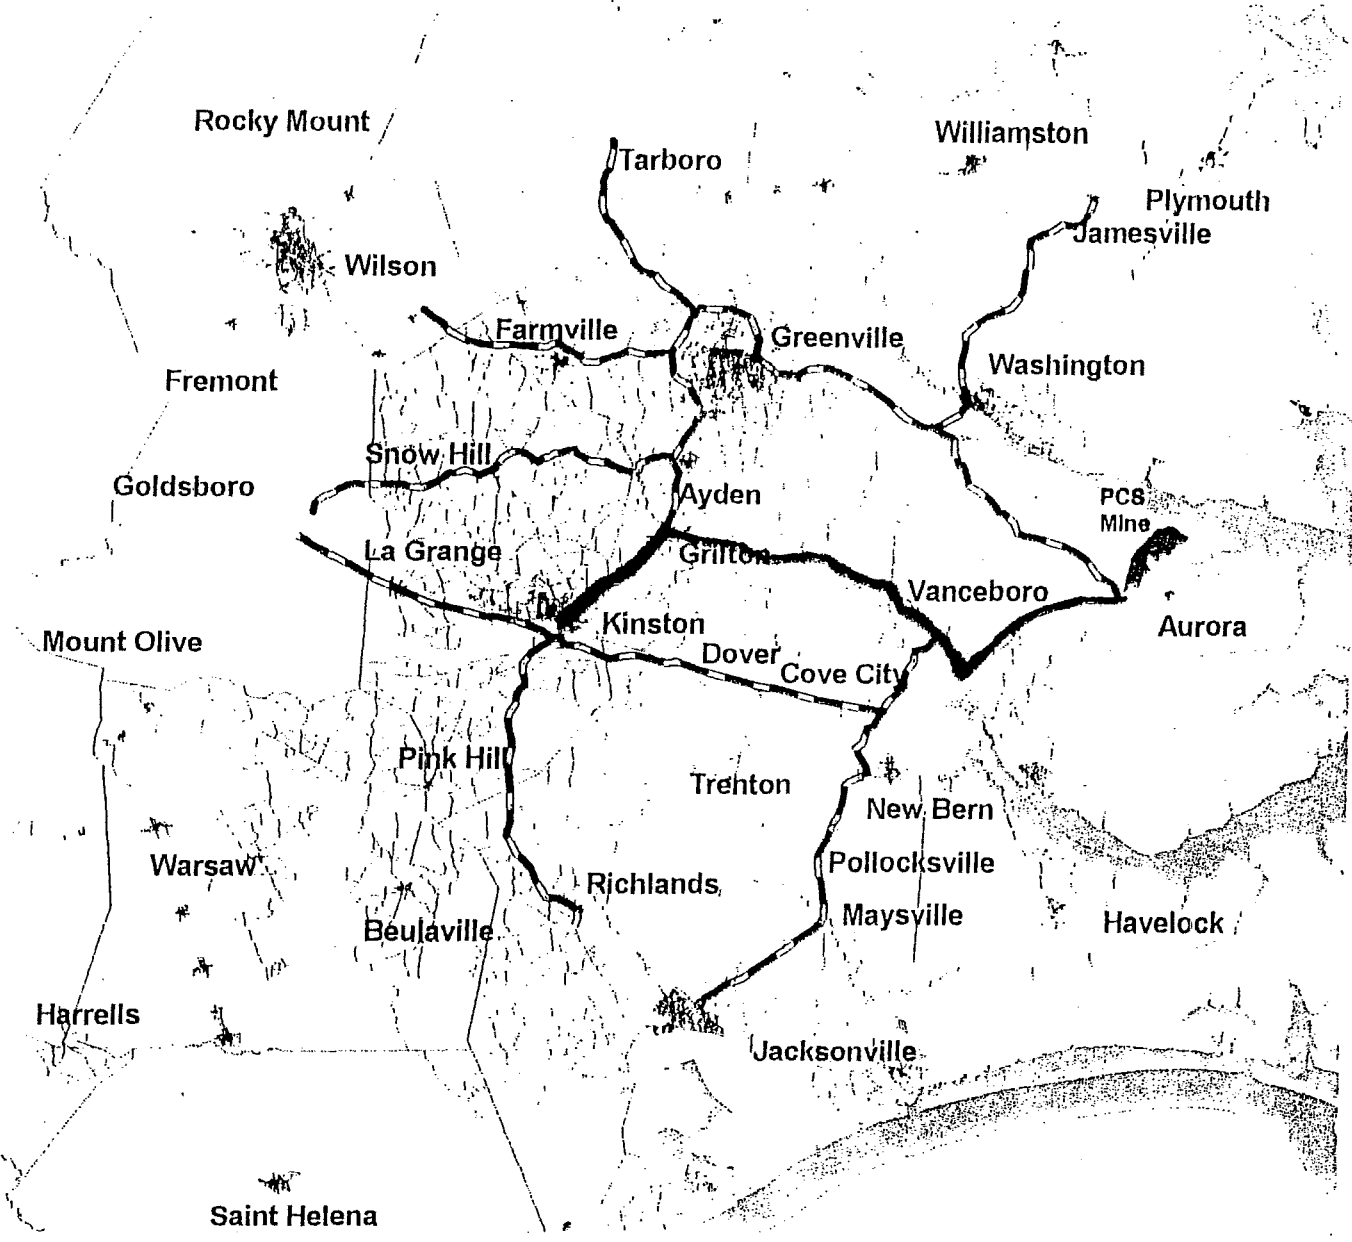 Rocky Mount
Williamston
Tarboro
Plymouth
Jamesville
Wilson
Farmville
Greenville
Washington
Fremont
Snow Hill
Goldsboro
Ayden
PCS
Mine
La Grange
Grifton
Vanceboro
Kinston
Aurora
Mount Olive
Dover
Cove City
Pink Hill
Trenton
New Bern
Warsaw
Pollocksville
Richlands
Maysville
Havelock
Beulaville
Harrells
Jacksonville
Saint Helena